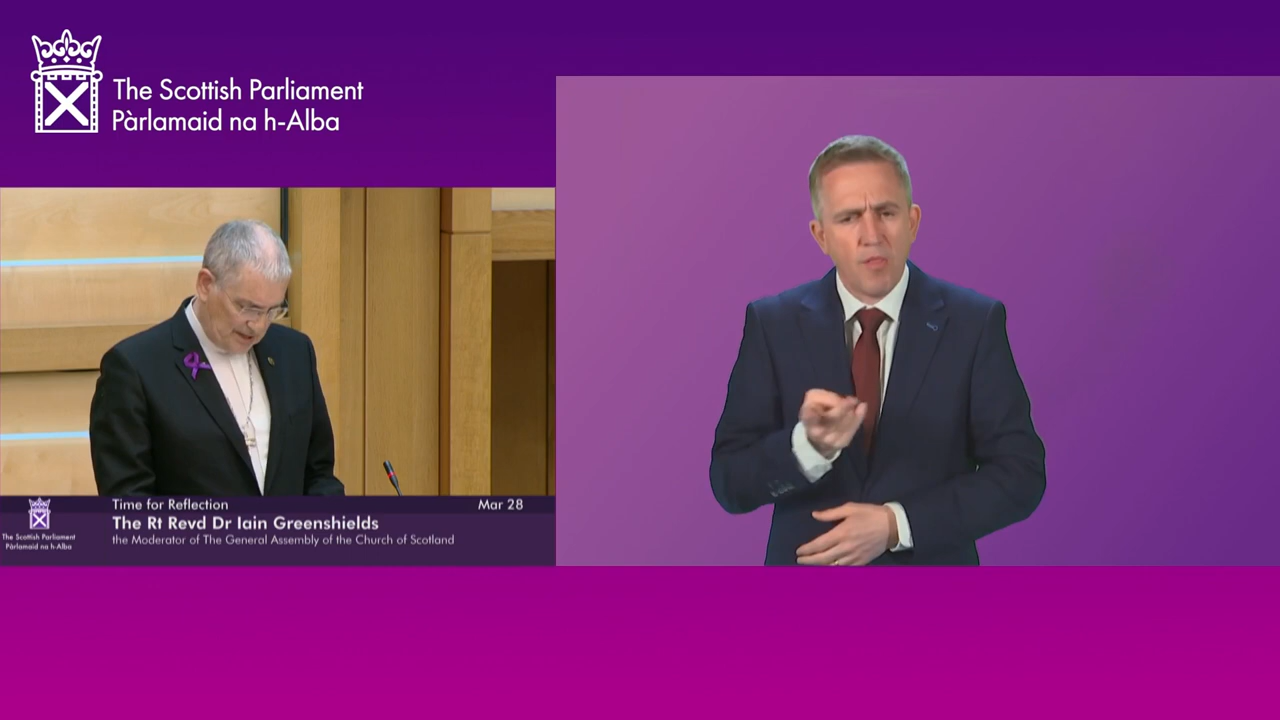 The Scottish Parliament
Pàrlamaid na h-Alba
Time for Reflection
Mar 28
The Rt Revd Dr Iain Greenshields
the Moderator of The General Assembly of the Church of Scotland
The Scottish Parliament
Pàrlamaid na h-Alba